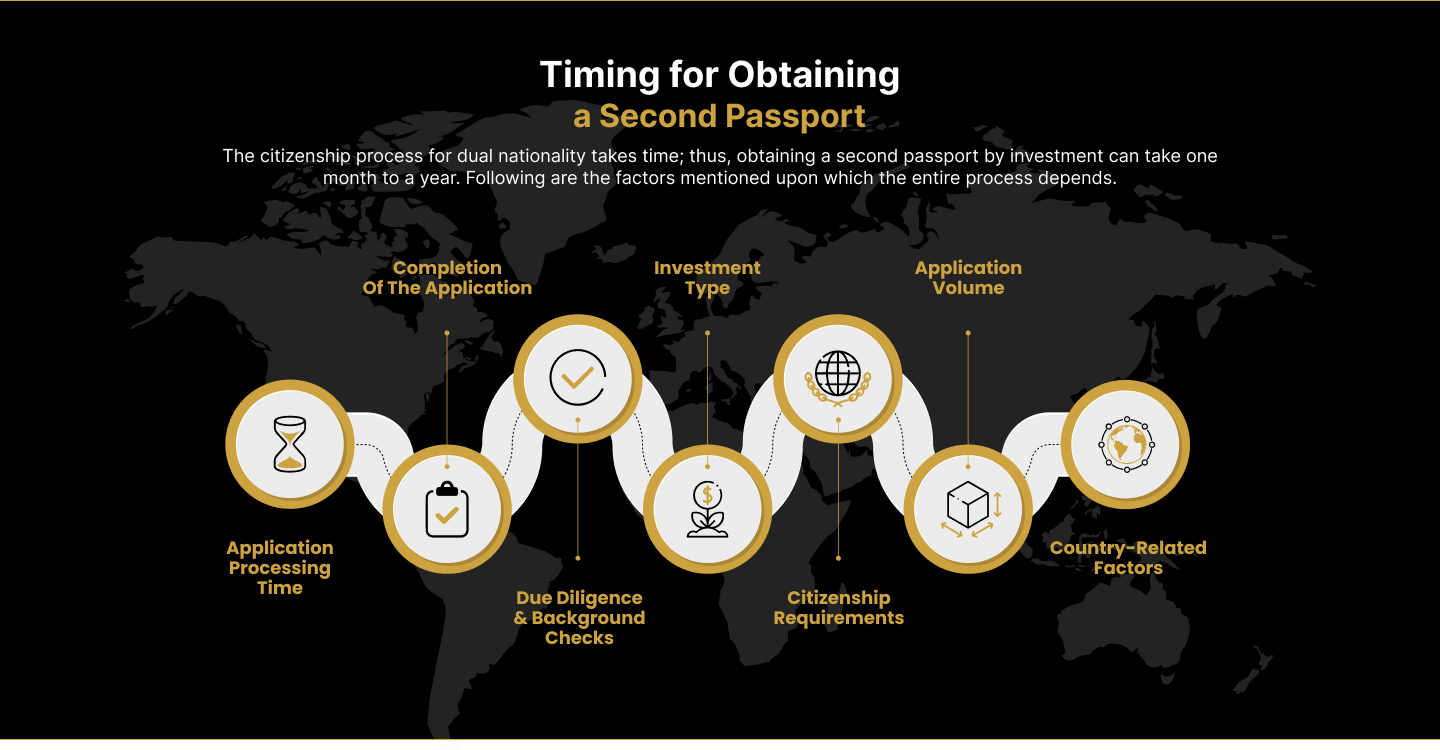 Timing for Obtaining
a Second Passport
The citizenship process for dual nationality takes time; thus, obtaining a second passport by investment can take one
month to a year. Following are the factors mentioned upon which the entire process depends.
Completion
Of The Application
Investment
Type
Application
Volume
$
Application
Processing
Time
Due Diligence
& Background
Checks
Citizenship
Requirements
Country-Related
Factors